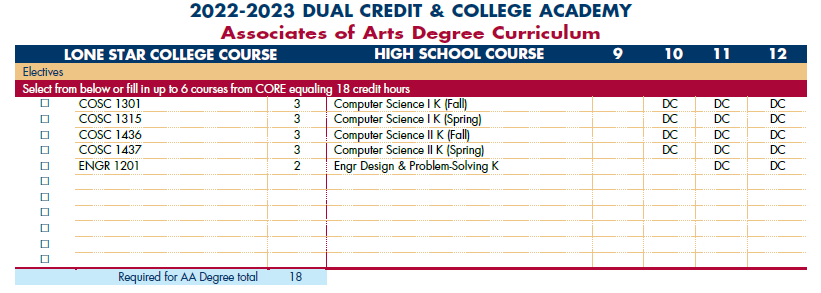 2022-2023 DUAL CREDIT & COLLEGE ACADEMY
Associates of Arts Degree Curriculum
LONE STAR COLLEGE COURSE HIGH SCHOOL COURSE 9 10 11 12
Electives
Select from below or fill in up to 6 courses from CORE equaling 18 credit hours
COSC 1301 3 Computer Science I K (Fall) DC DC DC
COSC 1315 3 Computer Science I K (Spring) DC DC DC
COSC 1436 3 Computer Science II K (Fall) DC DC DC
COSC 1437 3 Computer Science II K (Spring) DC DC DC
ENGR 1201 2 Engr Design & Problem-Solving K DC DC
Required for AA Degree total 18